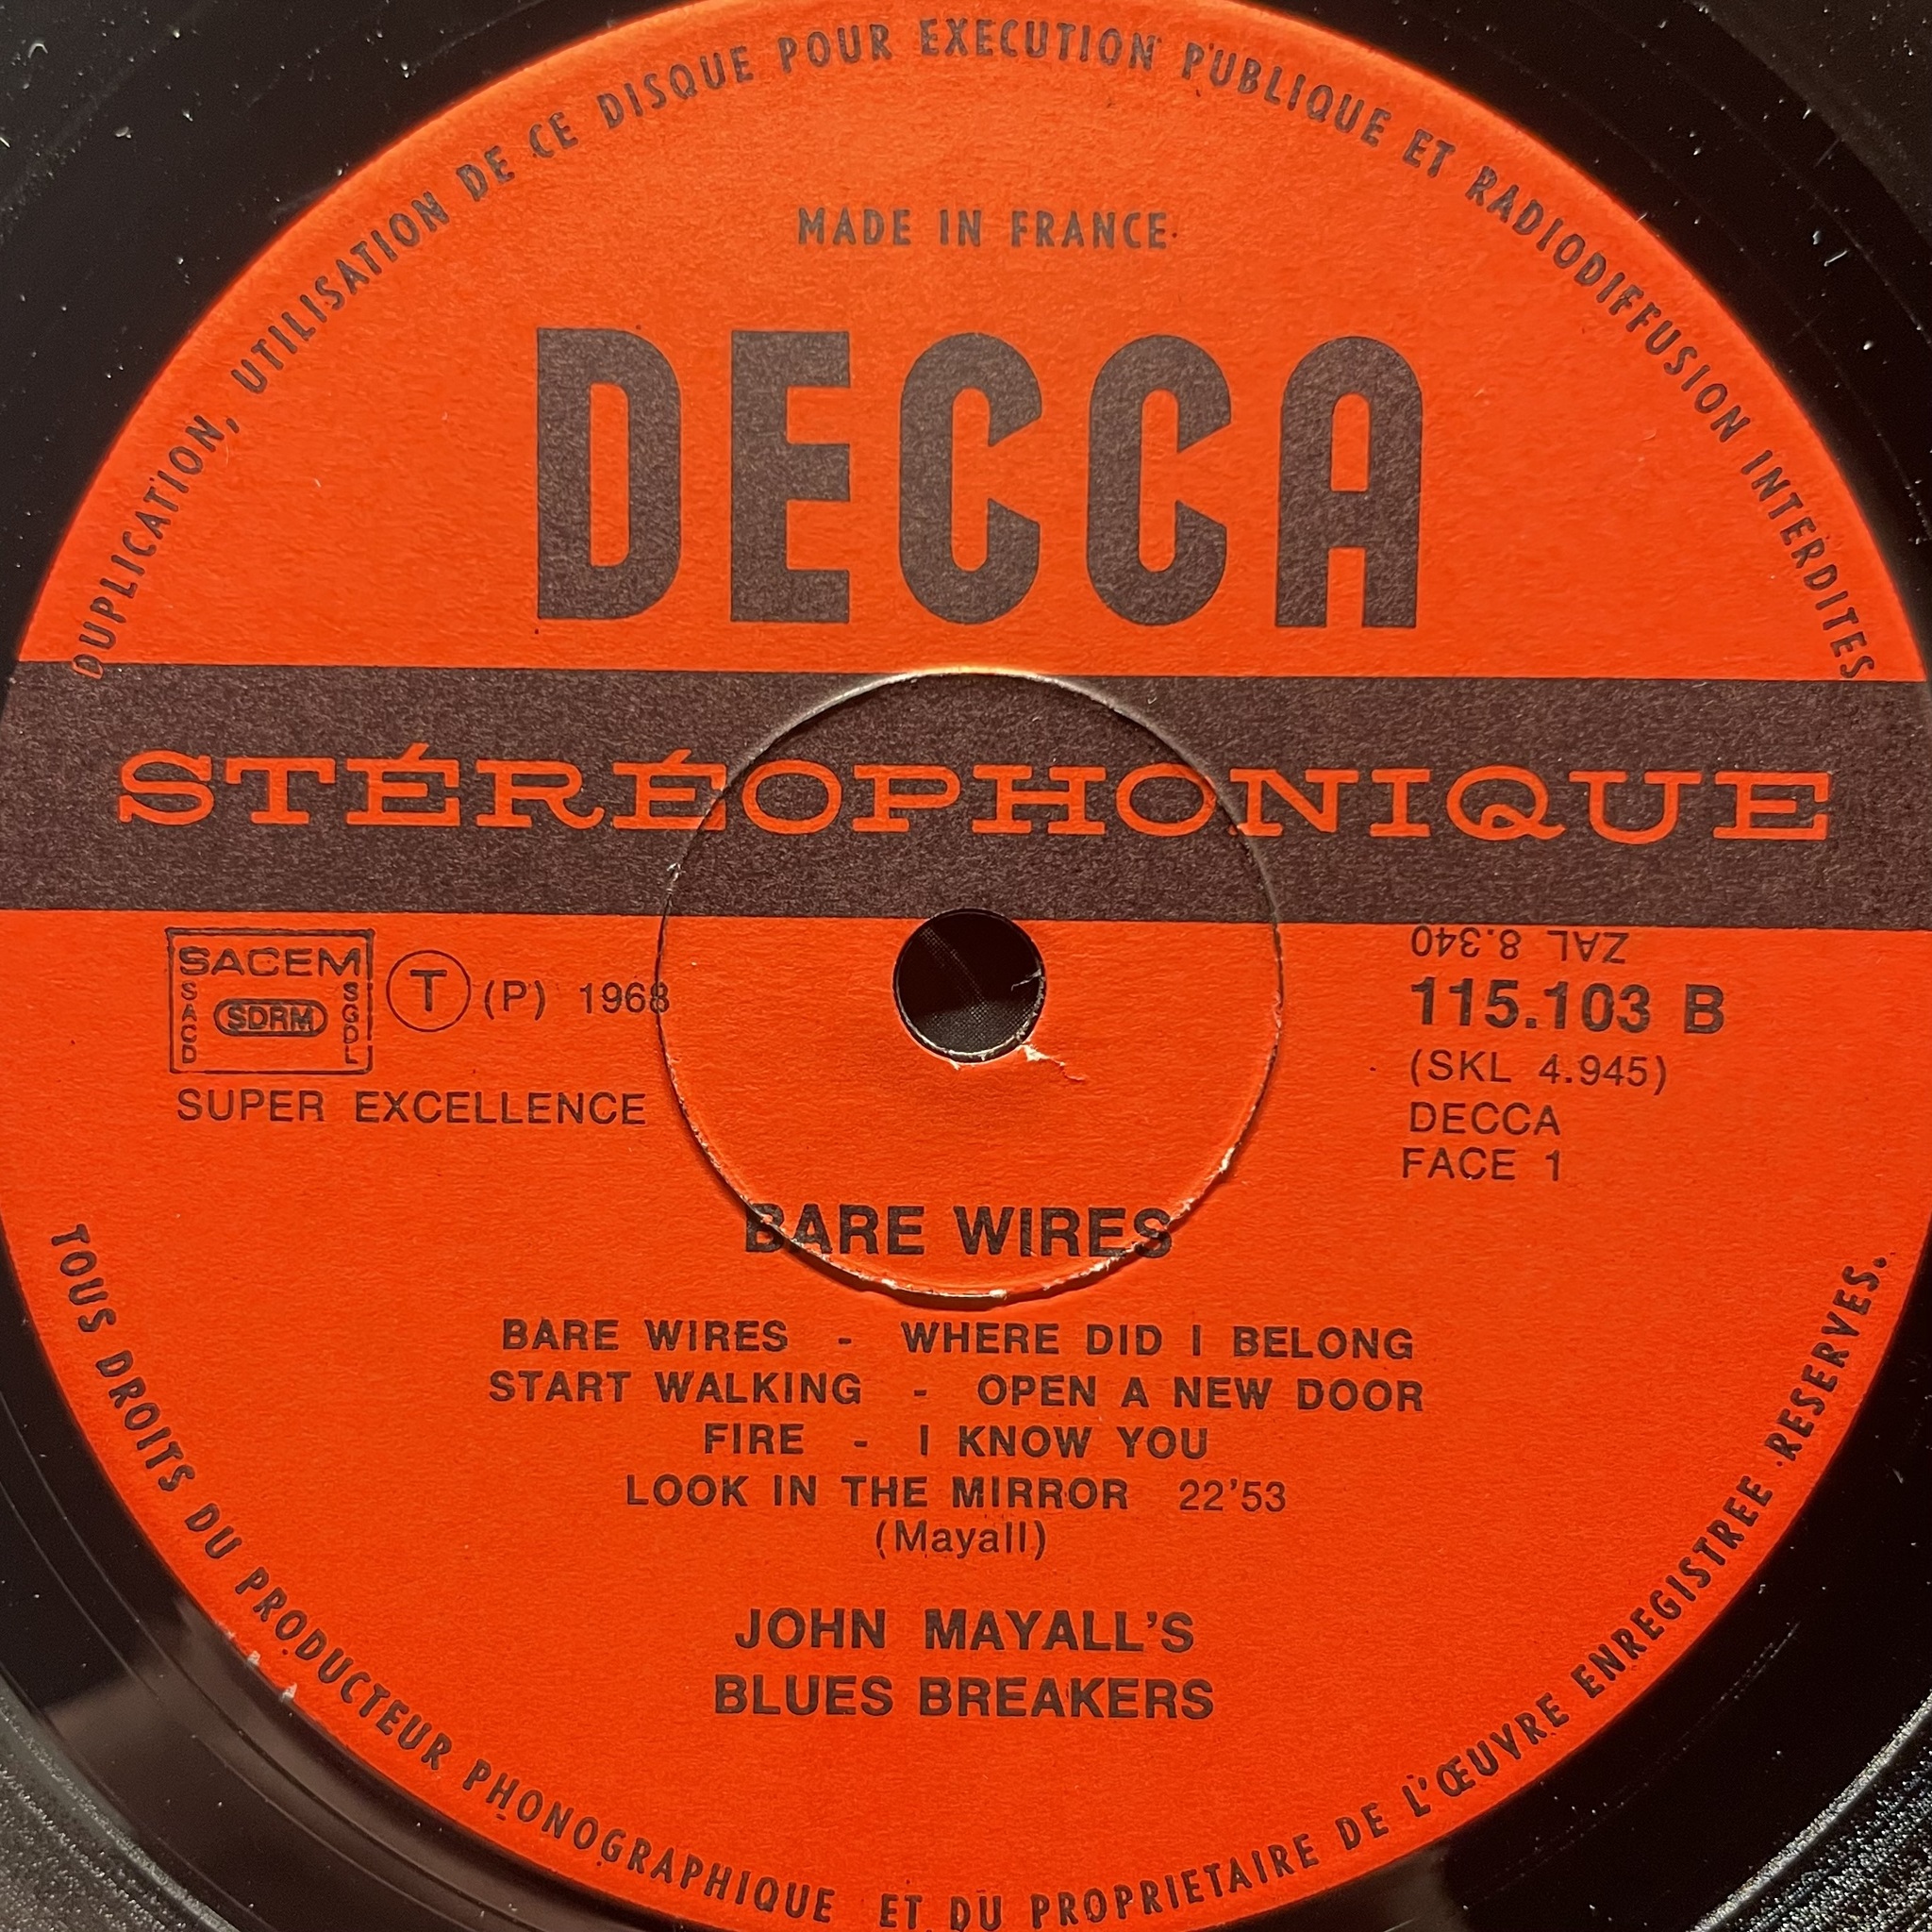 DUPLICATION, UTILISATION DE CE DISQUE POUR EXECUTION PUBLIQUE ET RADIODIFFUSION INTERDITES
MADE IN FRANCE
DECCA
STÉRÉOPHONIQUE
SACEM
SACD
SDRM
SGDL
T
(P) 1968
SUPER EXCELLENCE
ZAL 8.340
115.103 B
(SKL 4.945)
DECCA
FACE 1
BARE WIRES
BARE WIRES - WHERE DID I BELONG
START WALKING - OPEN A NEW DOOR
FIRE - I KNOW YOU
LOOK IN THE MIRROR 22'53
(Mayall)
JOHN MAYALL'S
BLUES BREAKERS
TOUS DROITS DU PRODUCTEUR PHONOGRAPHIQUE ET DU PROPRIETAIRE DE L'ŒUVRE ENREGISTREE RESERVES.